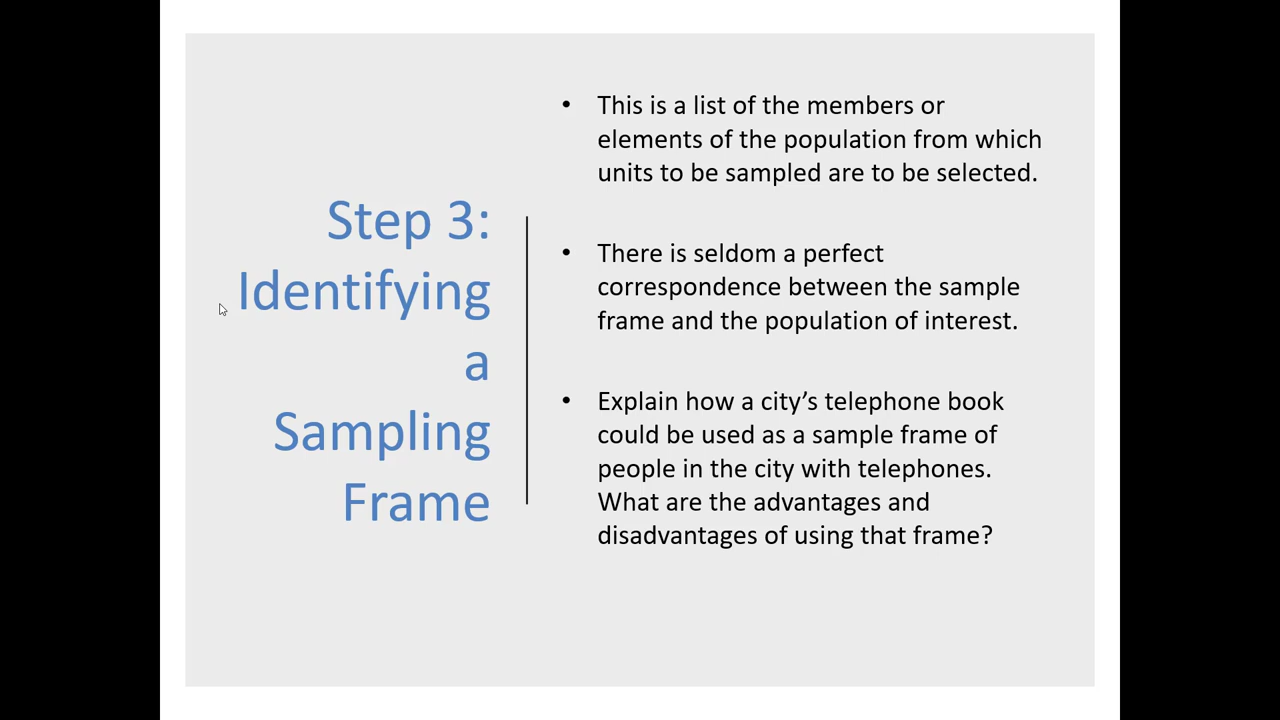 Step 3:
Identifying
a
Sampling
Frame
• This is a list of the members or
elements of the population from which
units to be sampled are to be selected.
• There is seldom a perfect
correspondence between the sample
frame and the population of interest.
• Explain how a city’s telephone book
could be used as a sample frame of
people in the city with telephones.
What are the advantages and
disadvantages of using that frame?